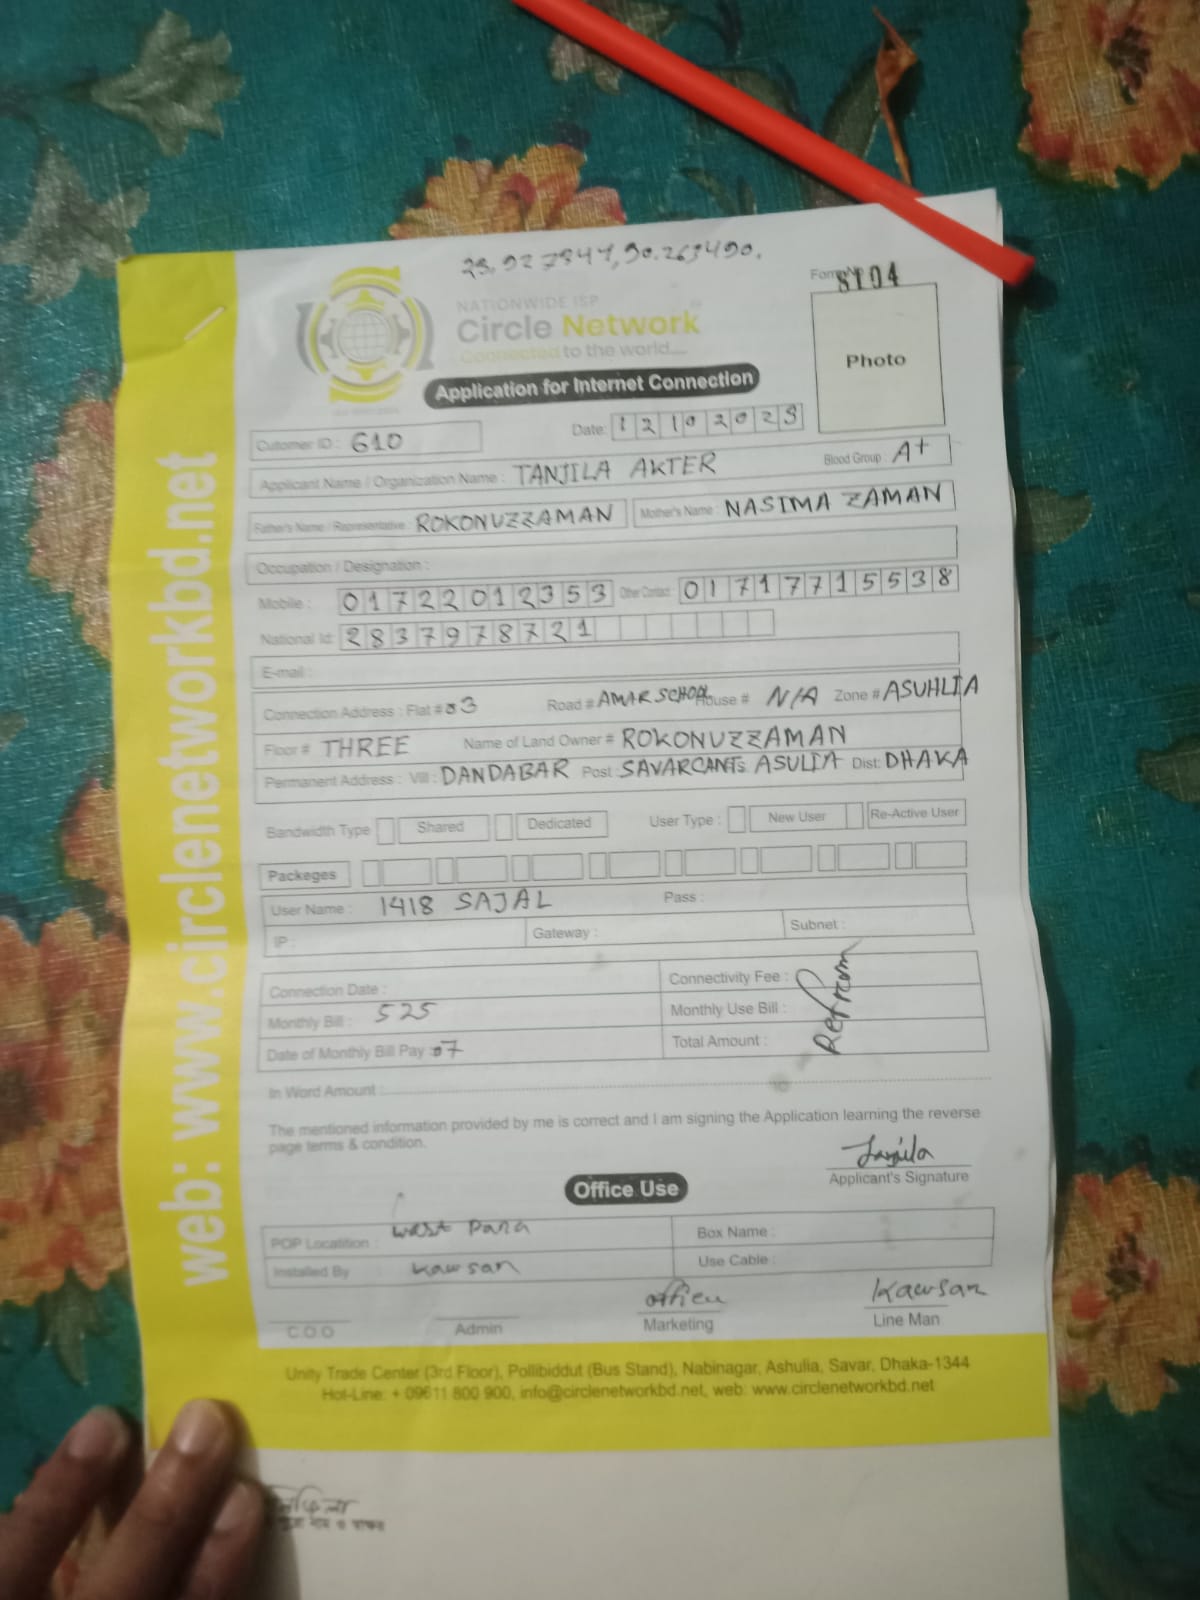 23.927847,90.269490.
Form No 8104
NATIONWIDE ISP
Circle Network
Connected to the world....
Photo
Application for Internet Connection
Date: 12102023
Cutomer ID : 610
Applicant Name / Organization Name : TANJILA AKTER Blood Group : A+
Father's Name / Representative : ROKONUZZAMAN Mother's Name : NASIMA ZAMAN
Occupation / Designation :
Mobile : 01722012353 Other Contact : 01717715538
National Id: 2837978721
E-mail :
Connection Address : Flat # 03 Road # AMAR SCHOOL House # N/A Zone # ASUHLIA
Floor # THREE Name of Land Owner # ROKONUZZAMAN
Permanent Address : Vill : DANDABAR Post : SAVARCANTs ASULIA Dist: DHAKA
Bandwidth Type Shared Dedicated User Type : New User Re-Active User
Packeges
User Name : 1418 SAJAL Pass :
IP : Gateway : Subnet :
Connection Date : Connectivity Fee :
Monthly Bill : 525 Monthly Use Bill :
Date of Monthly Bill Pay : 07 Total Amount :
Refrom
In Word Amount :
The mentioned information provided by me is correct and I am signing the Application learning the reverse
page terms & condition.
Tanjila
Applicant's Signature
Office Use
POP Locatition : west para Box Name :
Installed By : kawsar Use Cable :
Kawsar
C.O.O Admin Marketing Line Man
Unity Trade Center (3rd Floor), Pollibiddut (Bus Stand), Nabinagar, Ashulia, Savar, Dhaka-1344
Hot-Line: + 09611 800 900, info@circlenetworkbd.net, web: www.circlenetworkbd.net
web: www.circlenetworkbd.net